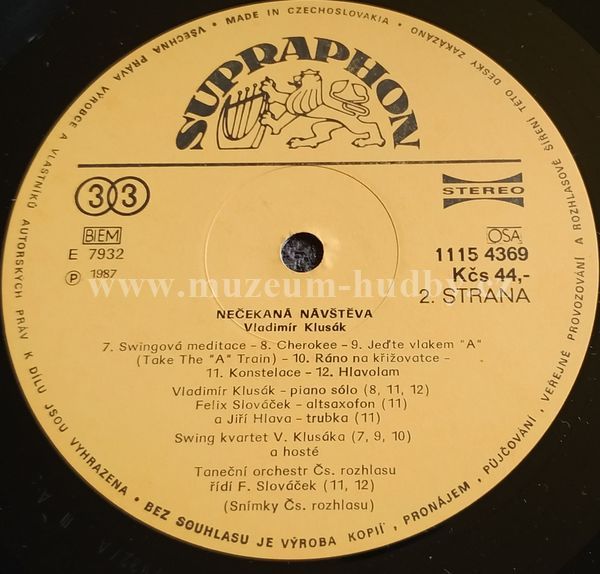 VŠECHNA PRÁVA VÝROBCE A VLASTNÍKŮ AUTORSKÝCH PRÁV K DÍLU JSOU VYHRAZENA • BEZ SOUHLASU JE VÝROBA KOPIÍ, PRONÁJEM, PŮJČOVÁNÍ, VEREJNÉ PROVOZOVÁNÍ A ROZHLASOVÉ ŠÍŘENÍ TÉTO DESKY ZAKÁZÁNO • MADE IN CZECHOSLOVAKIA •
SUPRAPHON
33
STEREO
BIEM
OSA
E 7932
1115 4369
℗ 1987
Kčs 44,-
www.muzeum-hudby.cz
2. STRANA
NEČEKANÁ NÁVŠTĚVA
Vladimír Klusák
7. Swingová meditace - 8. Cherokee - 9. Jeďte vlakem "A"
(Take The "A" Train) - 10. Ráno na křižovatce -
11. Konstelace - 12. Hlavolam
Vladimír Klusák - piano sólo (8, 11, 12)
Felix Slováček - altsaxofon (11)
a Jiří Hlava - trubka (11)
Swing kvartet V. Klusáka (7, 9, 10)
a hosté
Taneční orchestr Čs. rozhlasu
řídí F. Slováček (11, 12)
(Snímky Čs. rozhlasu)